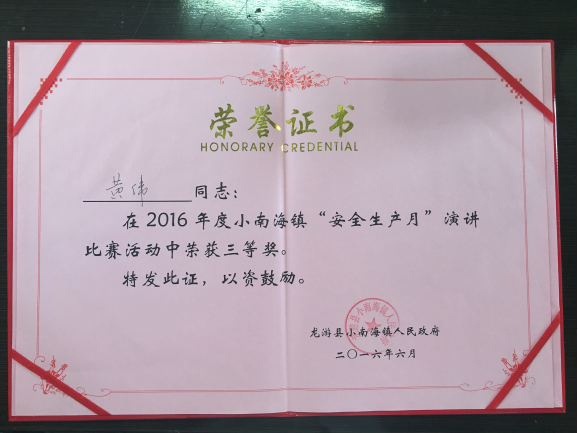 荣誉证书
HONORARY CREDENTIAL
黄伟同志：
在2016年度小南海镇“安全生产月”演讲
比赛活动中荣获三等奖。
特发此证，以资鼓励。
龙游县小南海镇人民政府
二〇一六年六月